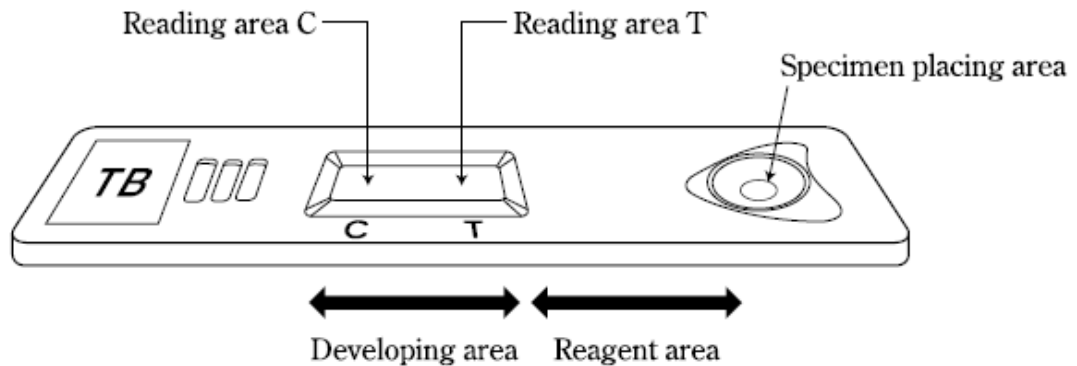 Reading area C
Reading area T
Specimen placing area
TB
C
T
Developing area
Reagent area